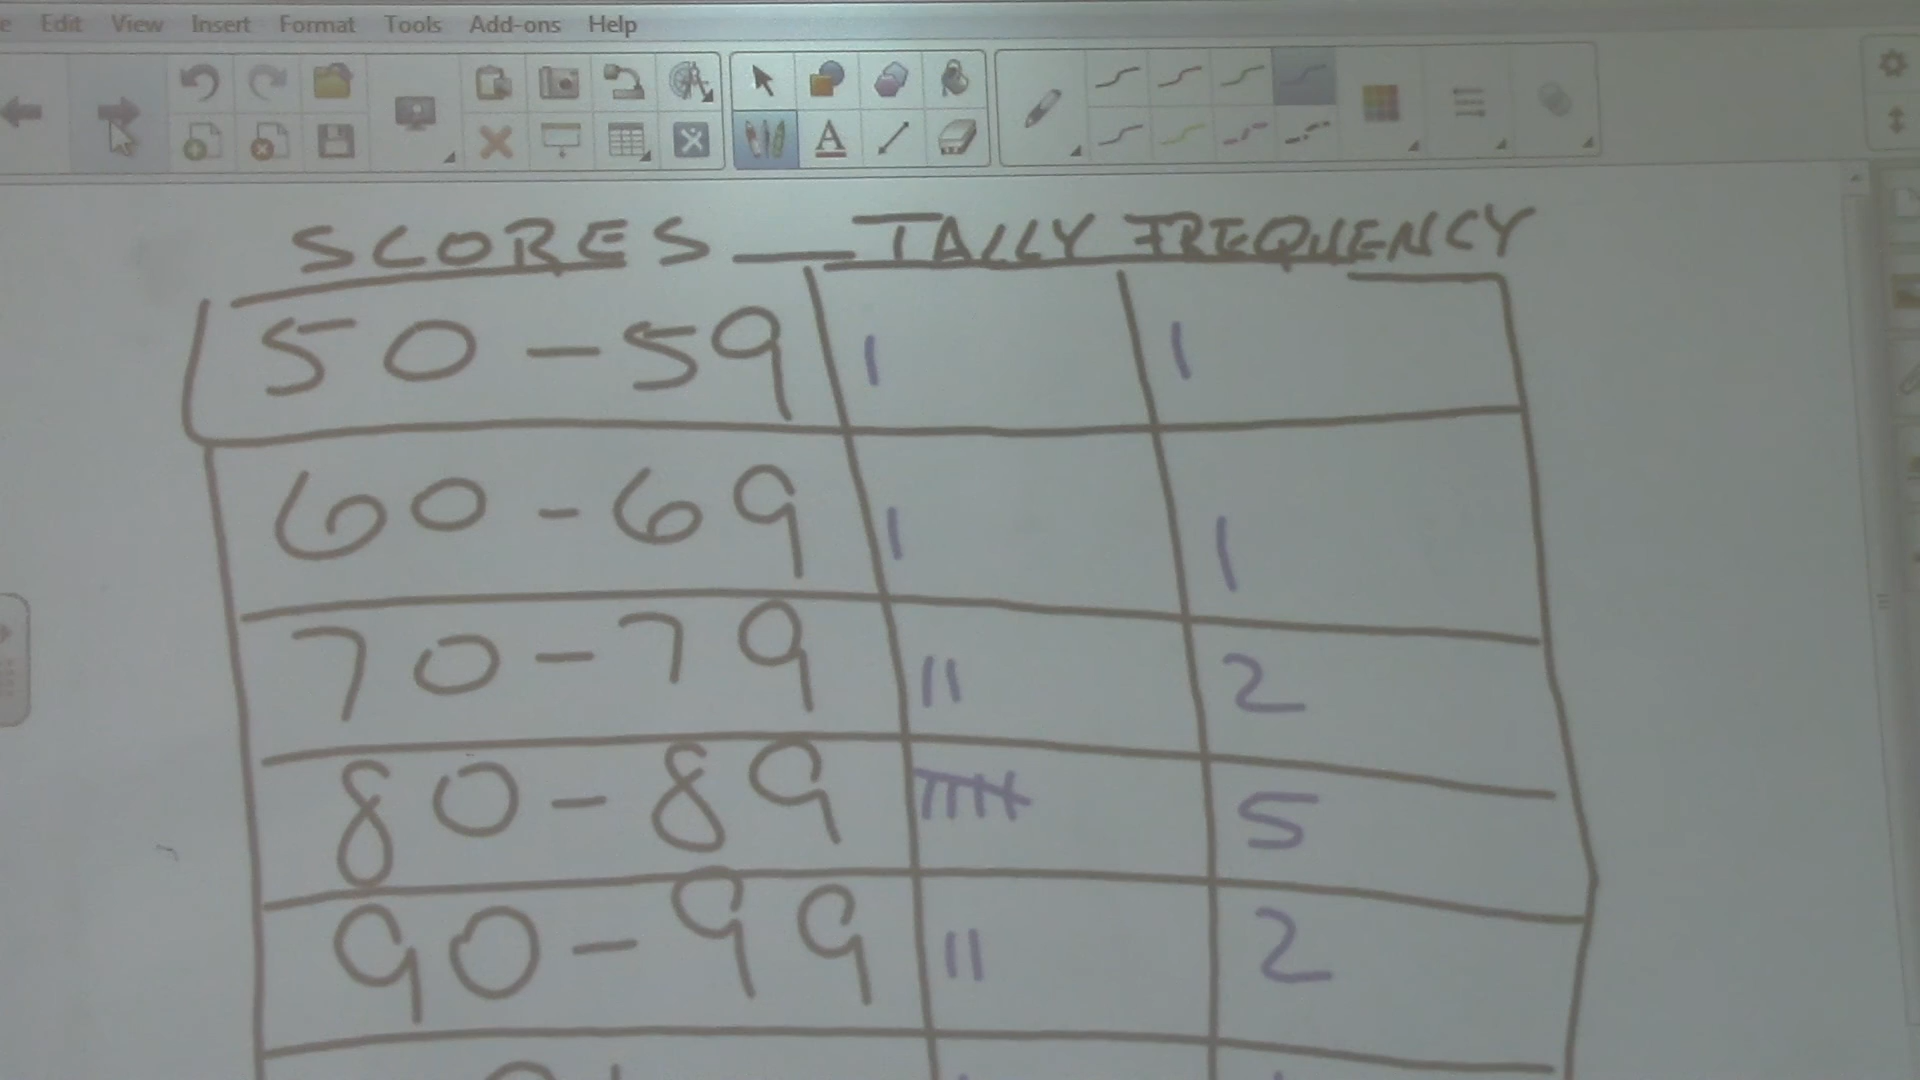 Edit View Insert Format Tools Add-ons Help
SCORES TALLY FREQUENCY
50-59 | 1
60-69 | 1
70-79 || 2
80-89 5
90-99 || 2